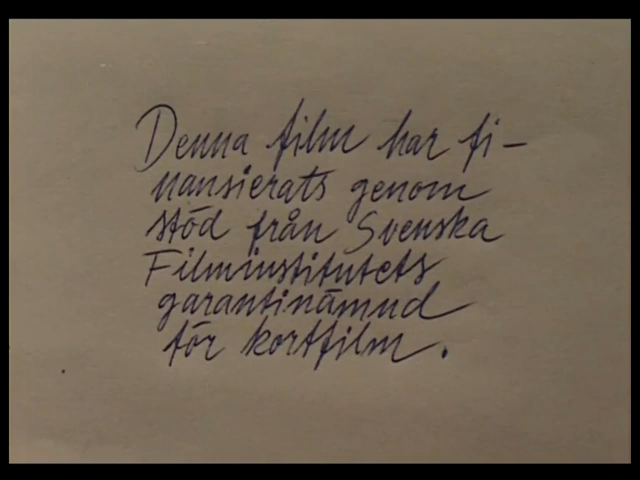 Denna film har fi-
nansierats genom
stöd från Svenska
Filminstitutets
garantinämnd
för kortfilm.